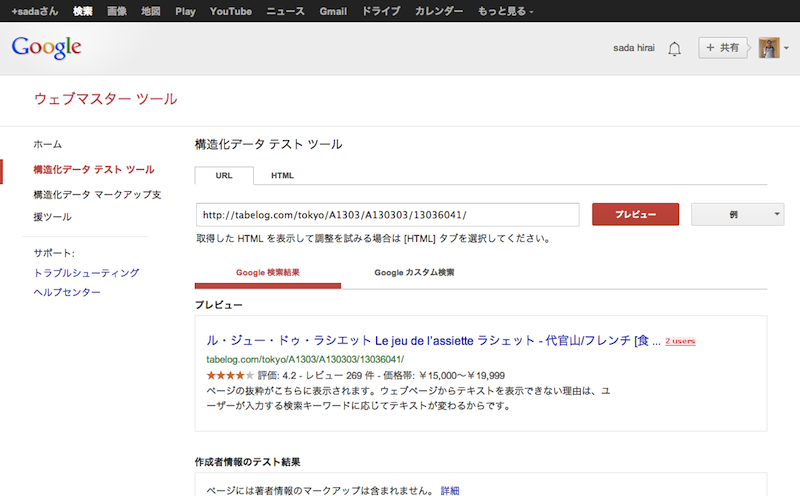 +sadaさん 検索 画像 地図 Play YouTube ニュース Gmail ドライブ カレンダー もっと見る
Google
sada hirai
+ 共有
ウェブマスター ツール
ホーム
構造化データ テスト ツール
構造化データ マークアップ支
援ツール
サポート:
トラブルシューティング
ヘルプセンター
構造化データ テスト ツール
URL HTML
http://tabelog.com/tokyo/A1303/A130303/13036041/
プレビュー
例
取得した HTML を表示して調整を試みる場合は [HTML] タブを選択してください。
Google 検索結果 Google カスタム検索
プレビュー
ル・ジュー・ドゥ・ラシエット Le jeu de l'assiette ラシェット - 代官山/フレンチ [食 ... 2 users
tabelog.com/tokyo/A1303/A130303/13036041/
★★★★★ 評価: 4.2 - レビュー 269 件 - 価格帯: ￥15,000～￥19,999
ページの抜粋がこちらに表示されます。ウェブページからテキストを表示できない理由は、ユ
ーザーが入力する検索キーワードに応じてテキストが変わるからです。
作成者情報のテスト結果
ページには著者情報のマークアップは含まれません。 詳細